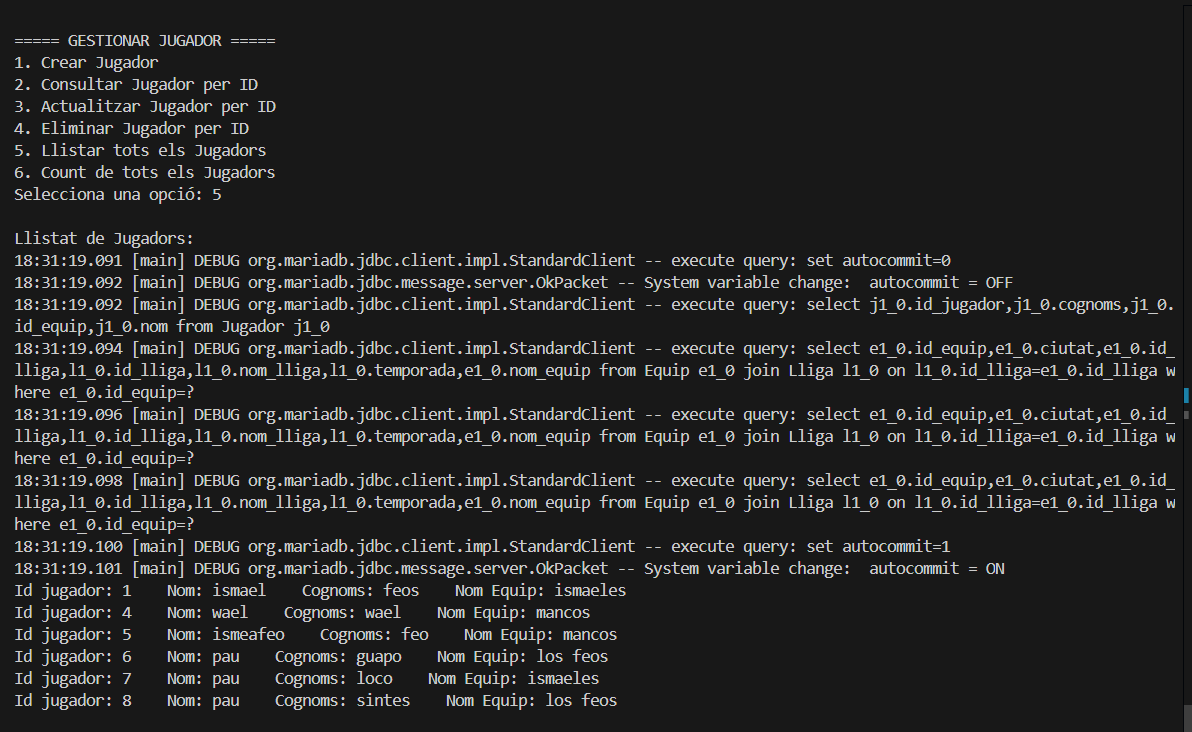 ===== GESTIONAR JUGADOR =====
1. Crear Jugador
2. Consultar Jugador per ID
3. Actualitzar Jugador per ID
4. Eliminar Jugador per ID
5. Llistar tots els Jugadors
6. Count de tots els Jugadors
Selecciona una opció: 5
Llistat de Jugadors:
18:31:19.091 [main] DEBUG org.mariadb.jdbc.client.impl.StandardClient -- execute query: set autocommit=0
18:31:19.092 [main] DEBUG org.mariadb.jdbc.message.server.OkPacket -- System variable change:  autocommit = OFF
18:31:19.092 [main] DEBUG org.mariadb.jdbc.client.impl.StandardClient -- execute query: select j1_0.id_jugador,j1_0.cognoms,j1_0.
id_equip,j1_0.nom from Jugador j1_0
18:31:19.094 [main] DEBUG org.mariadb.jdbc.client.impl.StandardClient -- execute query: select e1_0.id_equip,e1_0.ciutat,e1_0.id_
lliga,l1_0.id_lliga,l1_0.nom_lliga,l1_0.temporada,e1_0.nom_equip from Equip e1_0 join Lliga l1_0 on l1_0.id_lliga=e1_0.id_lliga w
here e1_0.id_equip=?
18:31:19.096 [main] DEBUG org.mariadb.jdbc.client.impl.StandardClient -- execute query: select e1_0.id_equip,e1_0.ciutat,e1_0.id_
lliga,l1_0.id_lliga,l1_0.nom_lliga,l1_0.temporada,e1_0.nom_equip from Equip e1_0 join Lliga l1_0 on l1_0.id_lliga=e1_0.id_lliga w
here e1_0.id_equip=?
18:31:19.098 [main] DEBUG org.mariadb.jdbc.client.impl.StandardClient -- execute query: select e1_0.id_equip,e1_0.ciutat,e1_0.id_
lliga,l1_0.id_lliga,l1_0.nom_lliga,l1_0.temporada,e1_0.nom_equip from Equip e1_0 join Lliga l1_0 on l1_0.id_lliga=e1_0.id_lliga w
here e1_0.id_equip=?
18:31:19.100 [main] DEBUG org.mariadb.jdbc.client.impl.StandardClient -- execute query: set autocommit=1
18:31:19.101 [main] DEBUG org.mariadb.jdbc.message.server.OkPacket -- System variable change:  autocommit = ON
Id jugador: 1    Nom: ismael    Cognoms: feos    Nom Equip: ismaeles
Id jugador: 4    Nom: wael    Cognoms: wael    Nom Equip: mancos
Id jugador: 5    Nom: ismeafeo    Cognoms: feo    Nom Equip: mancos
Id jugador: 6    Nom: pau    Cognoms: guapo    Nom Equip: los feos
Id jugador: 7    Nom: pau    Cognoms: loco    Nom Equip: ismaeles
Id jugador: 8    Nom: pau    Cognoms: sintes    Nom Equip: los feos